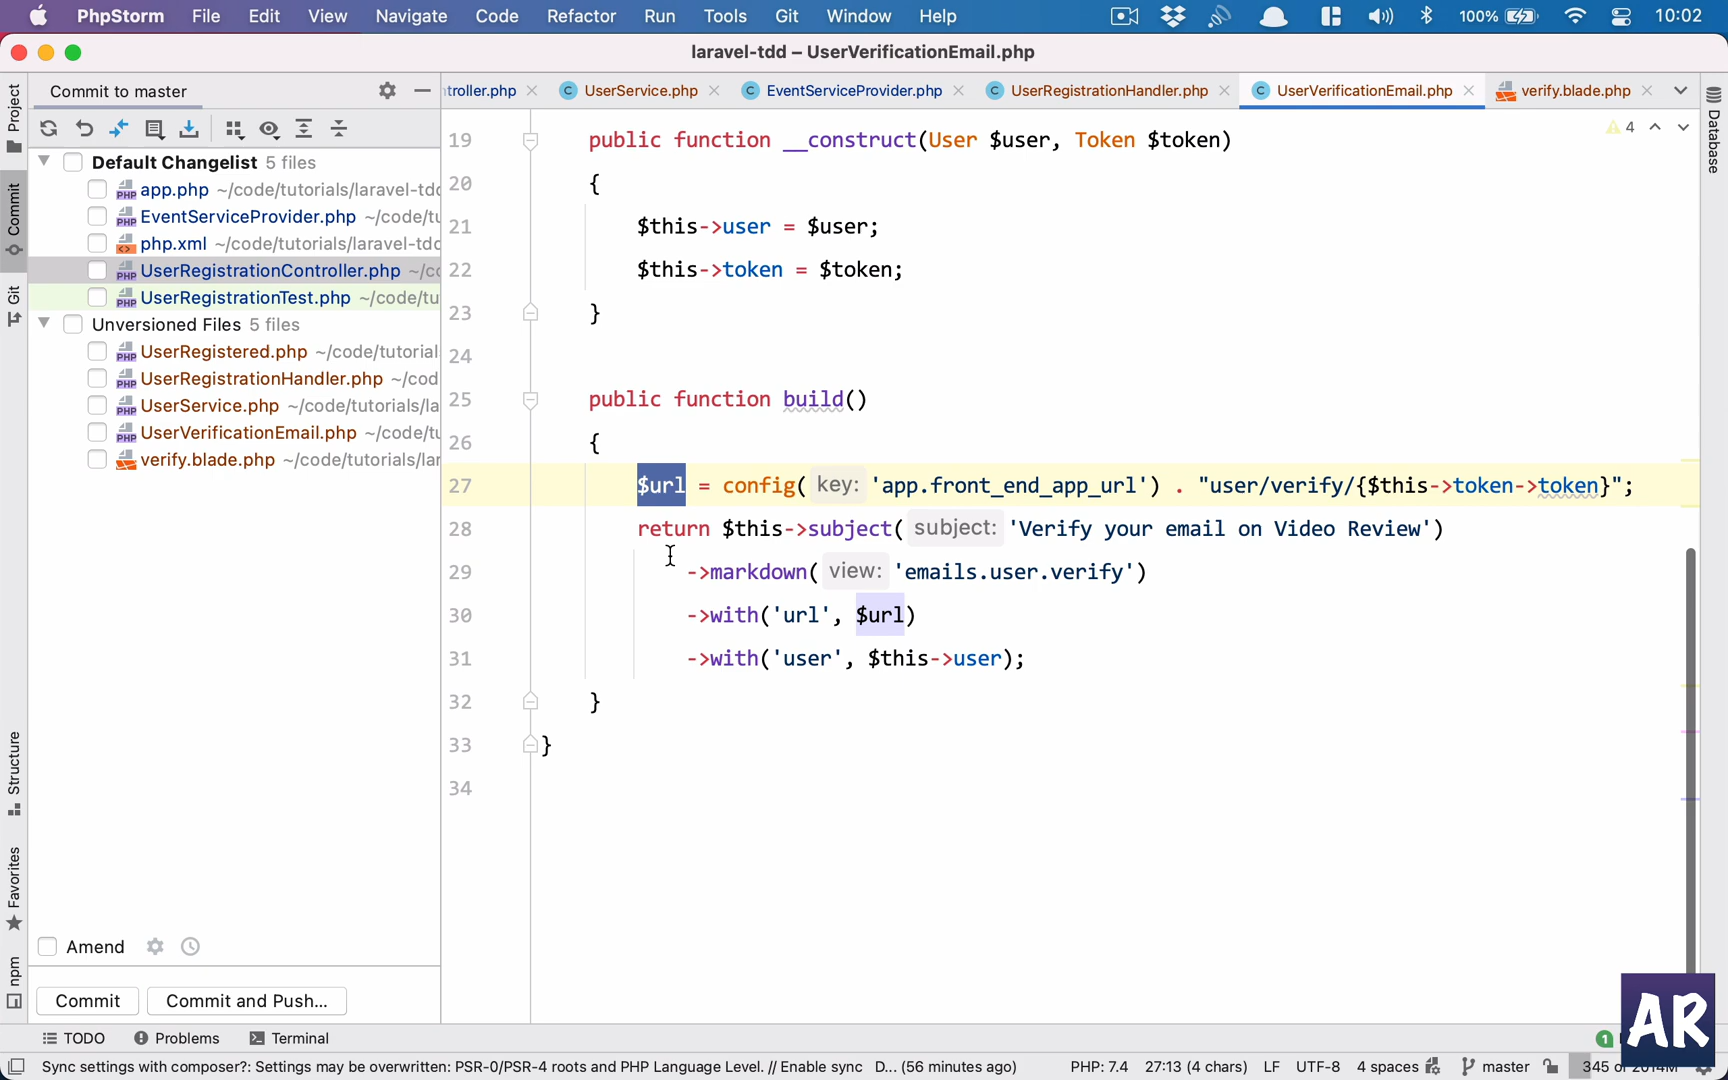 PhpStorm File Edit View Navigate Code Refactor Run Tools Git Window Help 100% 10:02
laravel-tdd – UserVerificationEmail.php
Commit to master
troller.php UserService.php EventServiceProvider.php UserRegistrationHandler.php UserVerificationEmail.php verify.blade.php
Project
Commit
Git
Structure
Favorites
npm
Database
Default Changelist 5 files
app.php ~/code/tutorials/laravel-tdd
EventServiceProvider.php ~/code/tu
php.xml ~/code/tutorials/laravel-tdd
UserRegistrationController.php ~/co
UserRegistrationTest.php ~/code/tu
Unversioned Files 5 files
UserRegistered.php ~/code/tutorial
UserRegistrationHandler.php ~/cod
UserService.php ~/code/tutorials/la
UserVerificationEmail.php ~/code/tu
verify.blade.php ~/code/tutorials/lar
4
19 public function __construct(User $user, Token $token)
20 {
21 $this->user = $user;
22 $this->token = $token;
23 }
24
25 public function build()
26 {
27 $url = config( key: 'app.front_end_app_url') . "user/verify/{$this->token->token}";
28 return $this->subject( subject: 'Verify your email on Video Review')
29 ->markdown( view: 'emails.user.verify')
30 ->with('url', $url)
31 ->with('user', $this->user);
32 }
33 }
34
Amend
Commit Commit and Push...
TODO Problems Terminal 1
AR
Sync settings with composer?: Settings may be overwritten: PSR-0/PSR-4 roots and PHP Language Level. // Enable sync D... (56 minutes ago) PHP: 7.4 27:13 (4 chars) LF UTF-8 4 spaces master 345 of 2014M